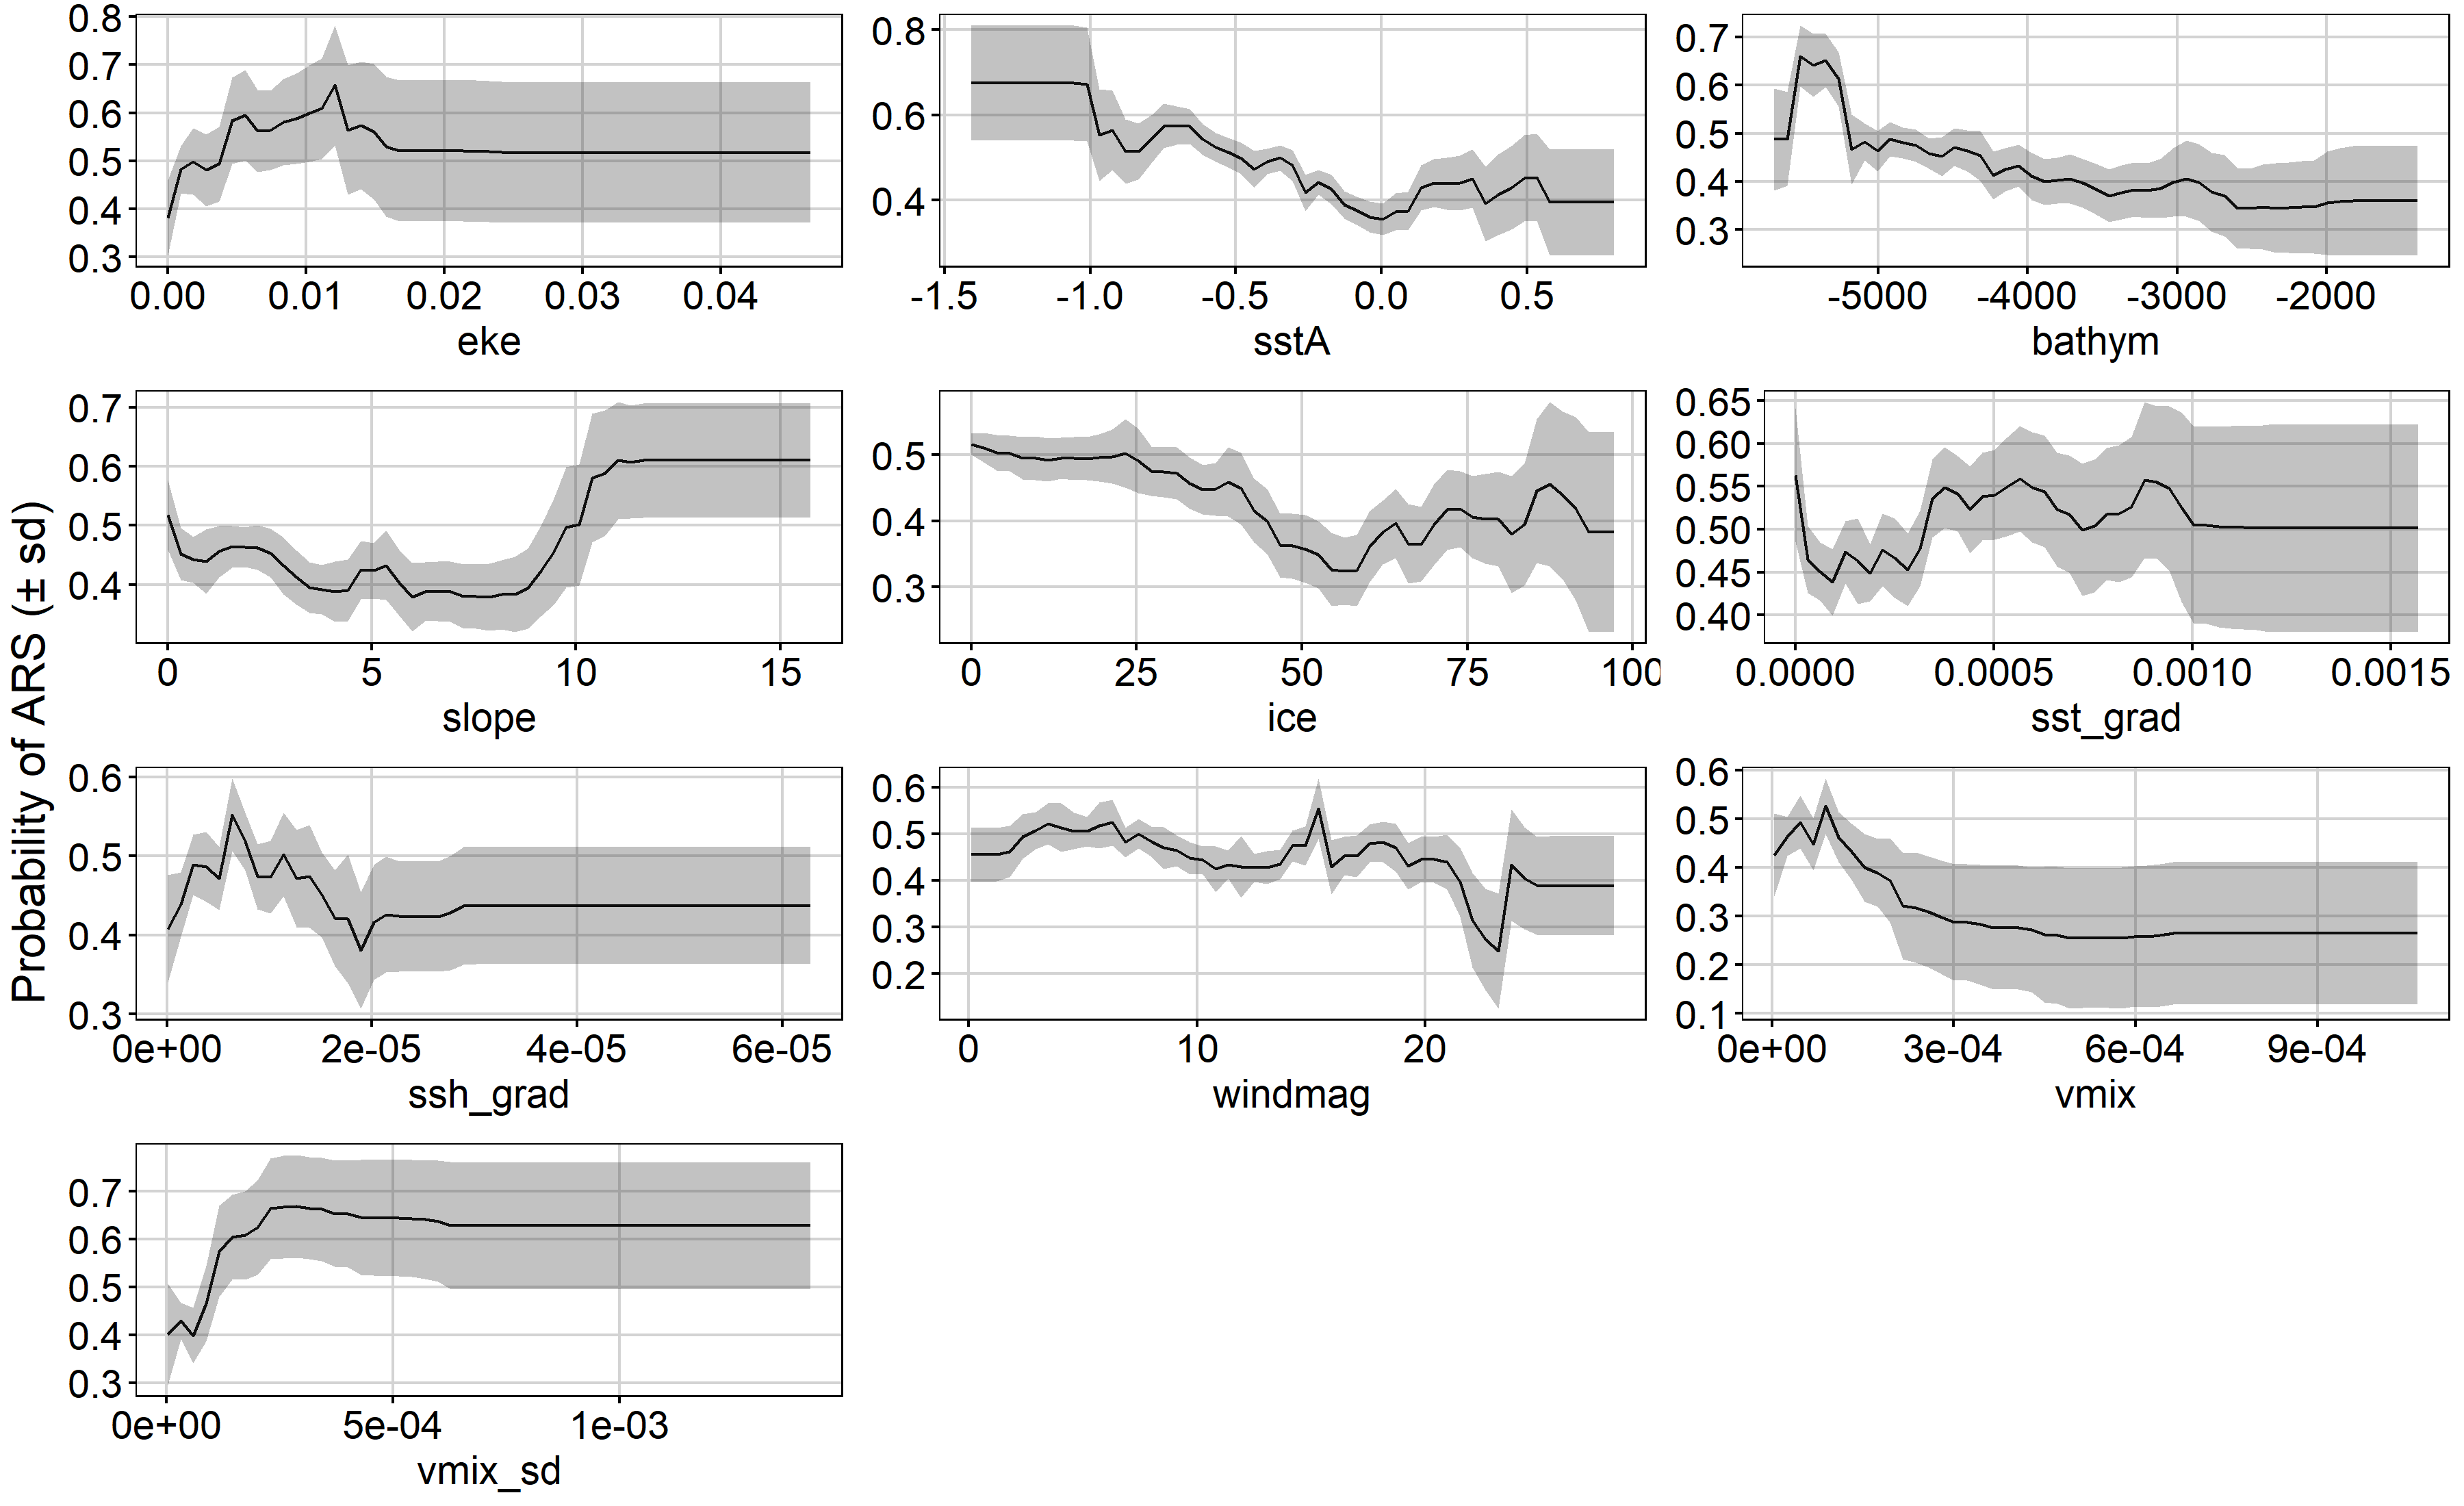 Probability of ARS (± sd)
0.8
0.7
0.6
0.5
0.4
0.3
0.00 0.01 0.02 0.03 0.04
eke
0.8
0.6
0.4
-1.5 -1.0 -0.5 0.0 0.5
sstA
0.7
0.6
0.5
0.4
0.3
-5000 -4000 -3000 -2000
bathym
0.7
0.6
0.5
0.4
0 5 10 15
slope
0.5
0.4
0.3
0 25 50 75 100
ice
0.65
0.60
0.55
0.50
0.45
0.40
0.0000 0.0005 0.0010 0.0015
sst_grad
0.6
0.5
0.4
0.3
0e+00 2e-05 4e-05 6e-05
ssh_grad
0.6
0.5
0.4
0.3
0.2
0 10 20
windmag
0.6
0.5
0.4
0.3
0.2
0.1
0e+00 3e-04 6e-04 9e-04
vmix
0.7
0.6
0.5
0.4
0.3
0e+00 5e-04 1e-03
vmix_sd